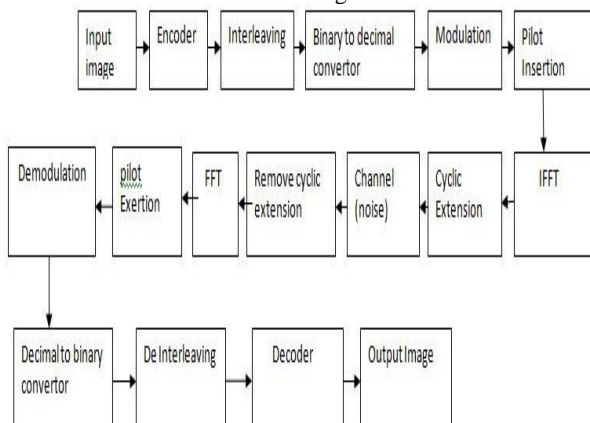 Input
image
Encoder
Interleaving
Binary to decimal
convertor
Modulation
Pilot
Insertion
Demodulation
pilot
Exertion
FFT
Remove cyclic
extension
Channel
(noise)
Cyclic
Extension
IFFT
Decimal to binary
convertor
De Interleaving
Decoder
Output Image